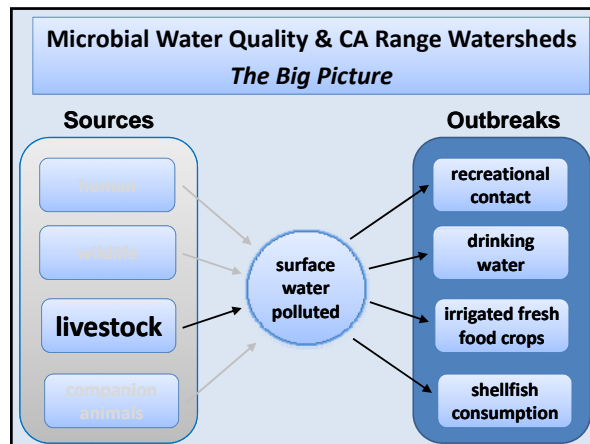 Microbial Water Quality & CA Range Watersheds
The Big Picture
Sources
Outbreaks
human
wildlife
livestock
companion
animals
surface
water
polluted
recreational
contact
drinking
water
irrigated fresh
food crops
shellfish
consumption